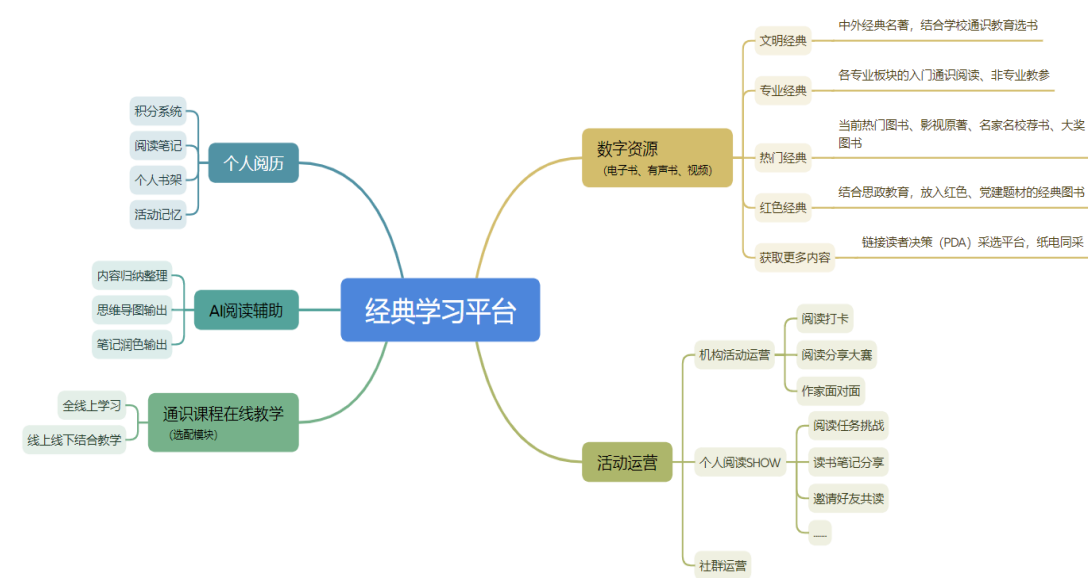 经典学习平台
数字资源
(电子书、有声书、视频)
文明经典
中外经典名著，结合学校通识教育选书
专业经典
各专业板块的入门通识阅读、非专业教参
热门经典
当前热门图书、影视原著、名家名校荐书、大奖
图书
红色经典
结合思政教育，放入红色、党建题材的经典图书
获取更多内容
链接读者决策（PDA）采选平台，纸电同采
活动运营
机构活动运营
阅读打卡
阅读分享大赛
作家面对面
个人阅读SHOW
阅读任务挑战
读书笔记分享
邀请好友共读
......
社群运营
个人阅历
积分系统
阅读笔记
个人书架
活动记忆
AI阅读辅助
内容归纳整理
思维导图输出
笔记润色输出
通识课程在线教学
(选配模块)
全线上学习
线上线下结合教学